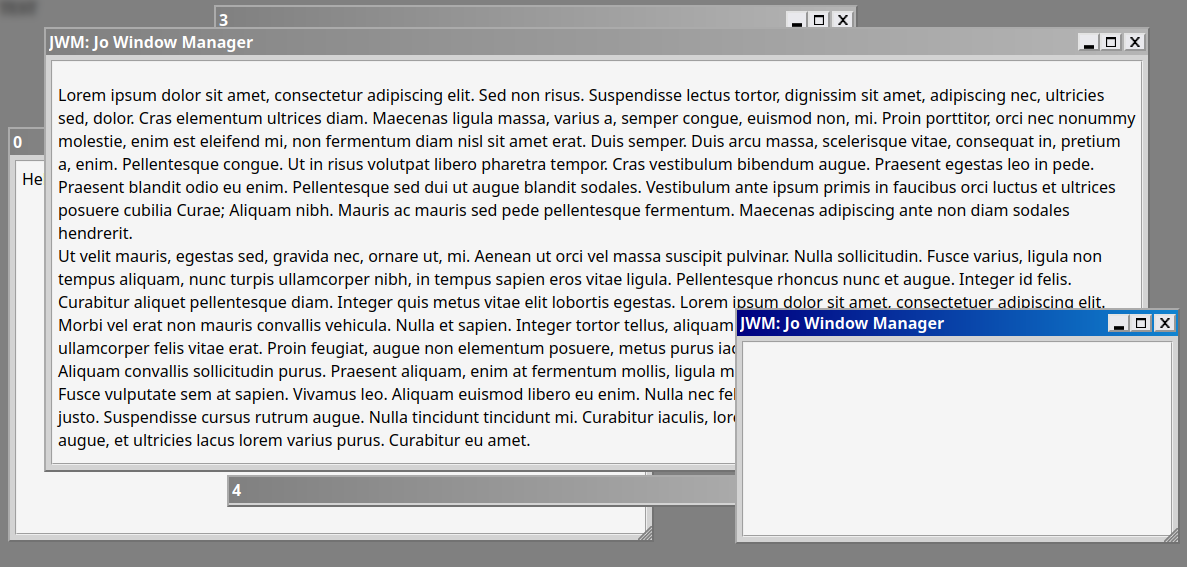 3
JWM: Jo Window Manager
Lorem ipsum dolor sit amet, consectetur adipiscing elit. Sed non risus. Suspendisse lectus tortor, dignissim sit amet, adipiscing nec, ultricies
sed, dolor. Cras elementum ultrices diam. Maecenas ligula massa, varius a, semper congue, euismod non, mi. Proin porttitor, orci nec nonummy
molestie, enim est eleifend mi, non fermentum diam nisl sit amet erat. Duis semper. Duis arcu massa, scelerisque vitae, consequat in, pretium
a, enim. Pellentesque congue. Ut in risus volutpat libero pharetra tempor. Cras vestibulum bibendum augue. Praesent egestas leo in pede.
Praesent blandit odio eu enim. Pellentesque sed dui ut augue blandit sodales. Vestibulum ante ipsum primis in faucibus orci luctus et ultrices
posuere cubilia Curae; Aliquam nibh. Mauris ac mauris sed pede pellentesque fermentum. Maecenas adipiscing ante non diam sodales
hendrerit.
Ut velit mauris, egestas sed, gravida nec, ornare ut, mi. Aenean ut orci vel massa suscipit pulvinar. Nulla sollicitudin. Fusce varius, ligula non
tempus aliquam, nunc turpis ullamcorper nibh, in tempus sapien eros vitae ligula. Pellentesque rhoncus nunc et augue. Integer id felis.
Curabitur aliquet pellentesque diam. Integer quis metus vitae elit lobortis egestas. Lorem ipsum dolor sit amet, consectetuer adipiscing elit.
Morbi vel erat non mauris convallis vehicula. Nulla et sapien. Integer tortor tellus, aliquam
ullamcorper felis vitae erat. Proin feugiat, augue non elementum posuere, metus purus iac
Aliquam convallis sollicitudin purus. Praesent aliquam, enim at fermentum mollis, ligula m
Fusce vulputate sem at sapien. Vivamus leo. Aliquam euismod libero eu enim. Nulla nec fel
justo. Suspendisse cursus rutrum augue. Nulla tincidunt tincidunt mi. Curabitur iaculis, lor
augue, et ultricies lacus lorem varius purus. Curabitur eu amet.
0
He
JWM: Jo Window Manager
4